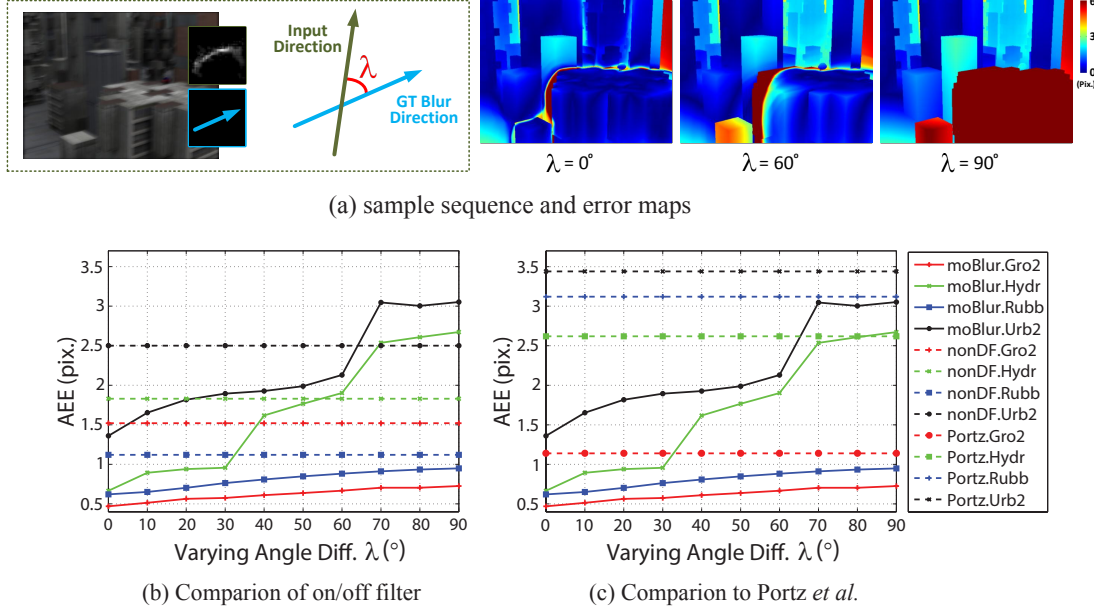 Input
Direction
λ
GT Blur
Direction
6
3
0
(Pix.)
λ = 0°
λ = 60°
λ = 90°
(a) sample sequence and error maps
3.5
3
2.5
2
1.5
1
0.5
AEE (pix.)
0 10 20 30 40 50 60 70 80 90
Varying Angle Diff. λ (°)
(b) Comparion of on/off filter
3.5
3
2.5
2
1.5
1
0.5
AEE (pix.)
0 10 20 30 40 50 60 70 80 90
Varying Angle Diff. λ (°)
(c) Comparion to Portz et al.
moBlur.Gro2
moBlur.Hydr
moBlur.Rubb
moBlur.Urb2
nonDF.Gro2
nonDF.Hydr
nonDF.Rubb
nonDF.Urb2
Portz.Gro2
Portz.Hydr
Portz.Rubb
Portz.Urb2